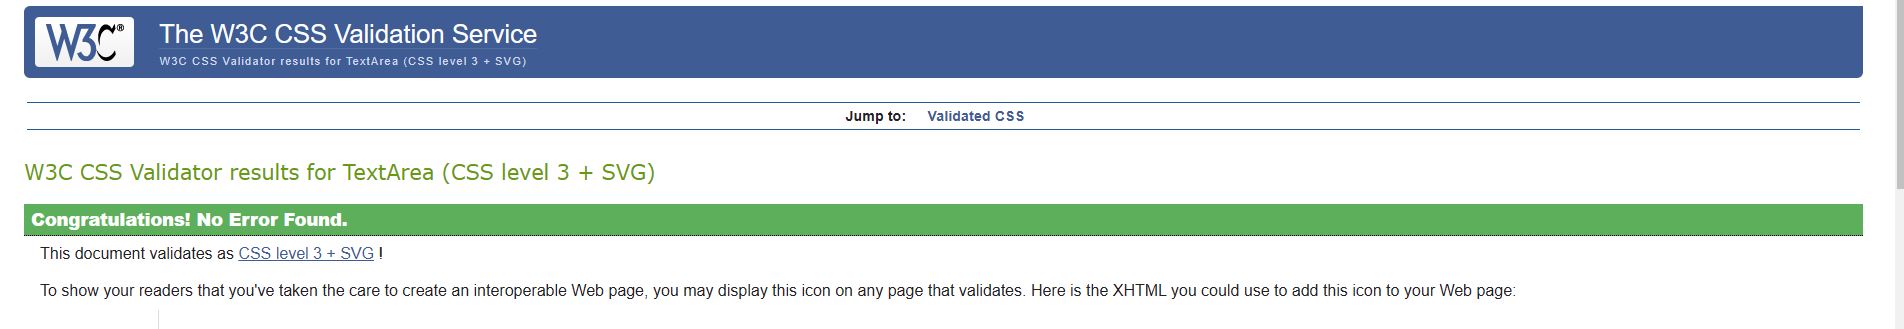 W3C®
The W3C CSS Validation Service
W3C CSS Validator results for TextArea (CSS level 3 + SVG)
Jump to: Validated CSS
W3C CSS Validator results for TextArea (CSS level 3 + SVG)
Congratulations! No Error Found.
This document validates as CSS level 3 + SVG !
To show your readers that you've taken the care to create an interoperable Web page, you may display this icon on any page that validates. Here is the XHTML you could use to add this icon to your Web page: